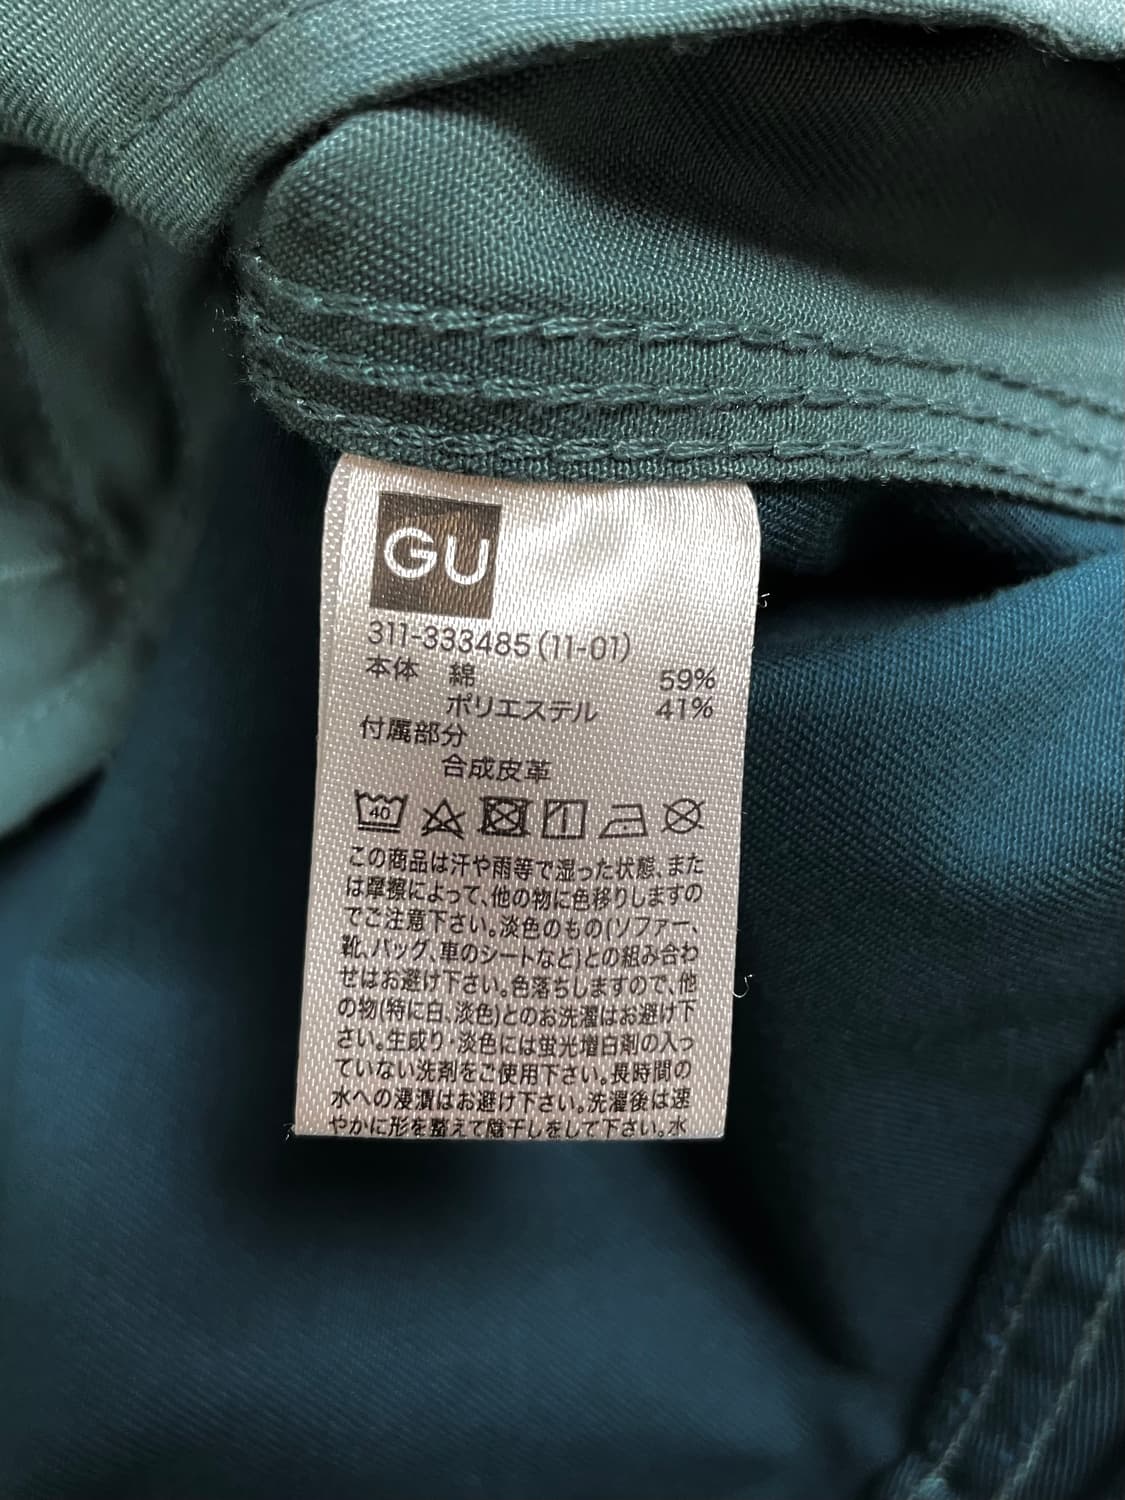 GU
311-333485(11-01)
本体 綿 59%
ポリエステル 41%
付属部分
合成皮革
40
この商品は汗や雨等で湿った状態、また
は摩擦によって、他の物に色移りしますの
でご注意下さい。淡色のもの(ソファー、
靴、バッグ、車のシートなど)との組み合わ
せはお避け下さい。色落ちしますので、他
の物(特に白、淡色)とのお洗濯はお避け下
さい。生成り・淡色には蛍光増白剤の入っ
ていない洗剤をご使用下さい。長時間の
水への浸漬はお避け下さい。洗濯後は速
やかに形を整えて陰干しをして下さい。水